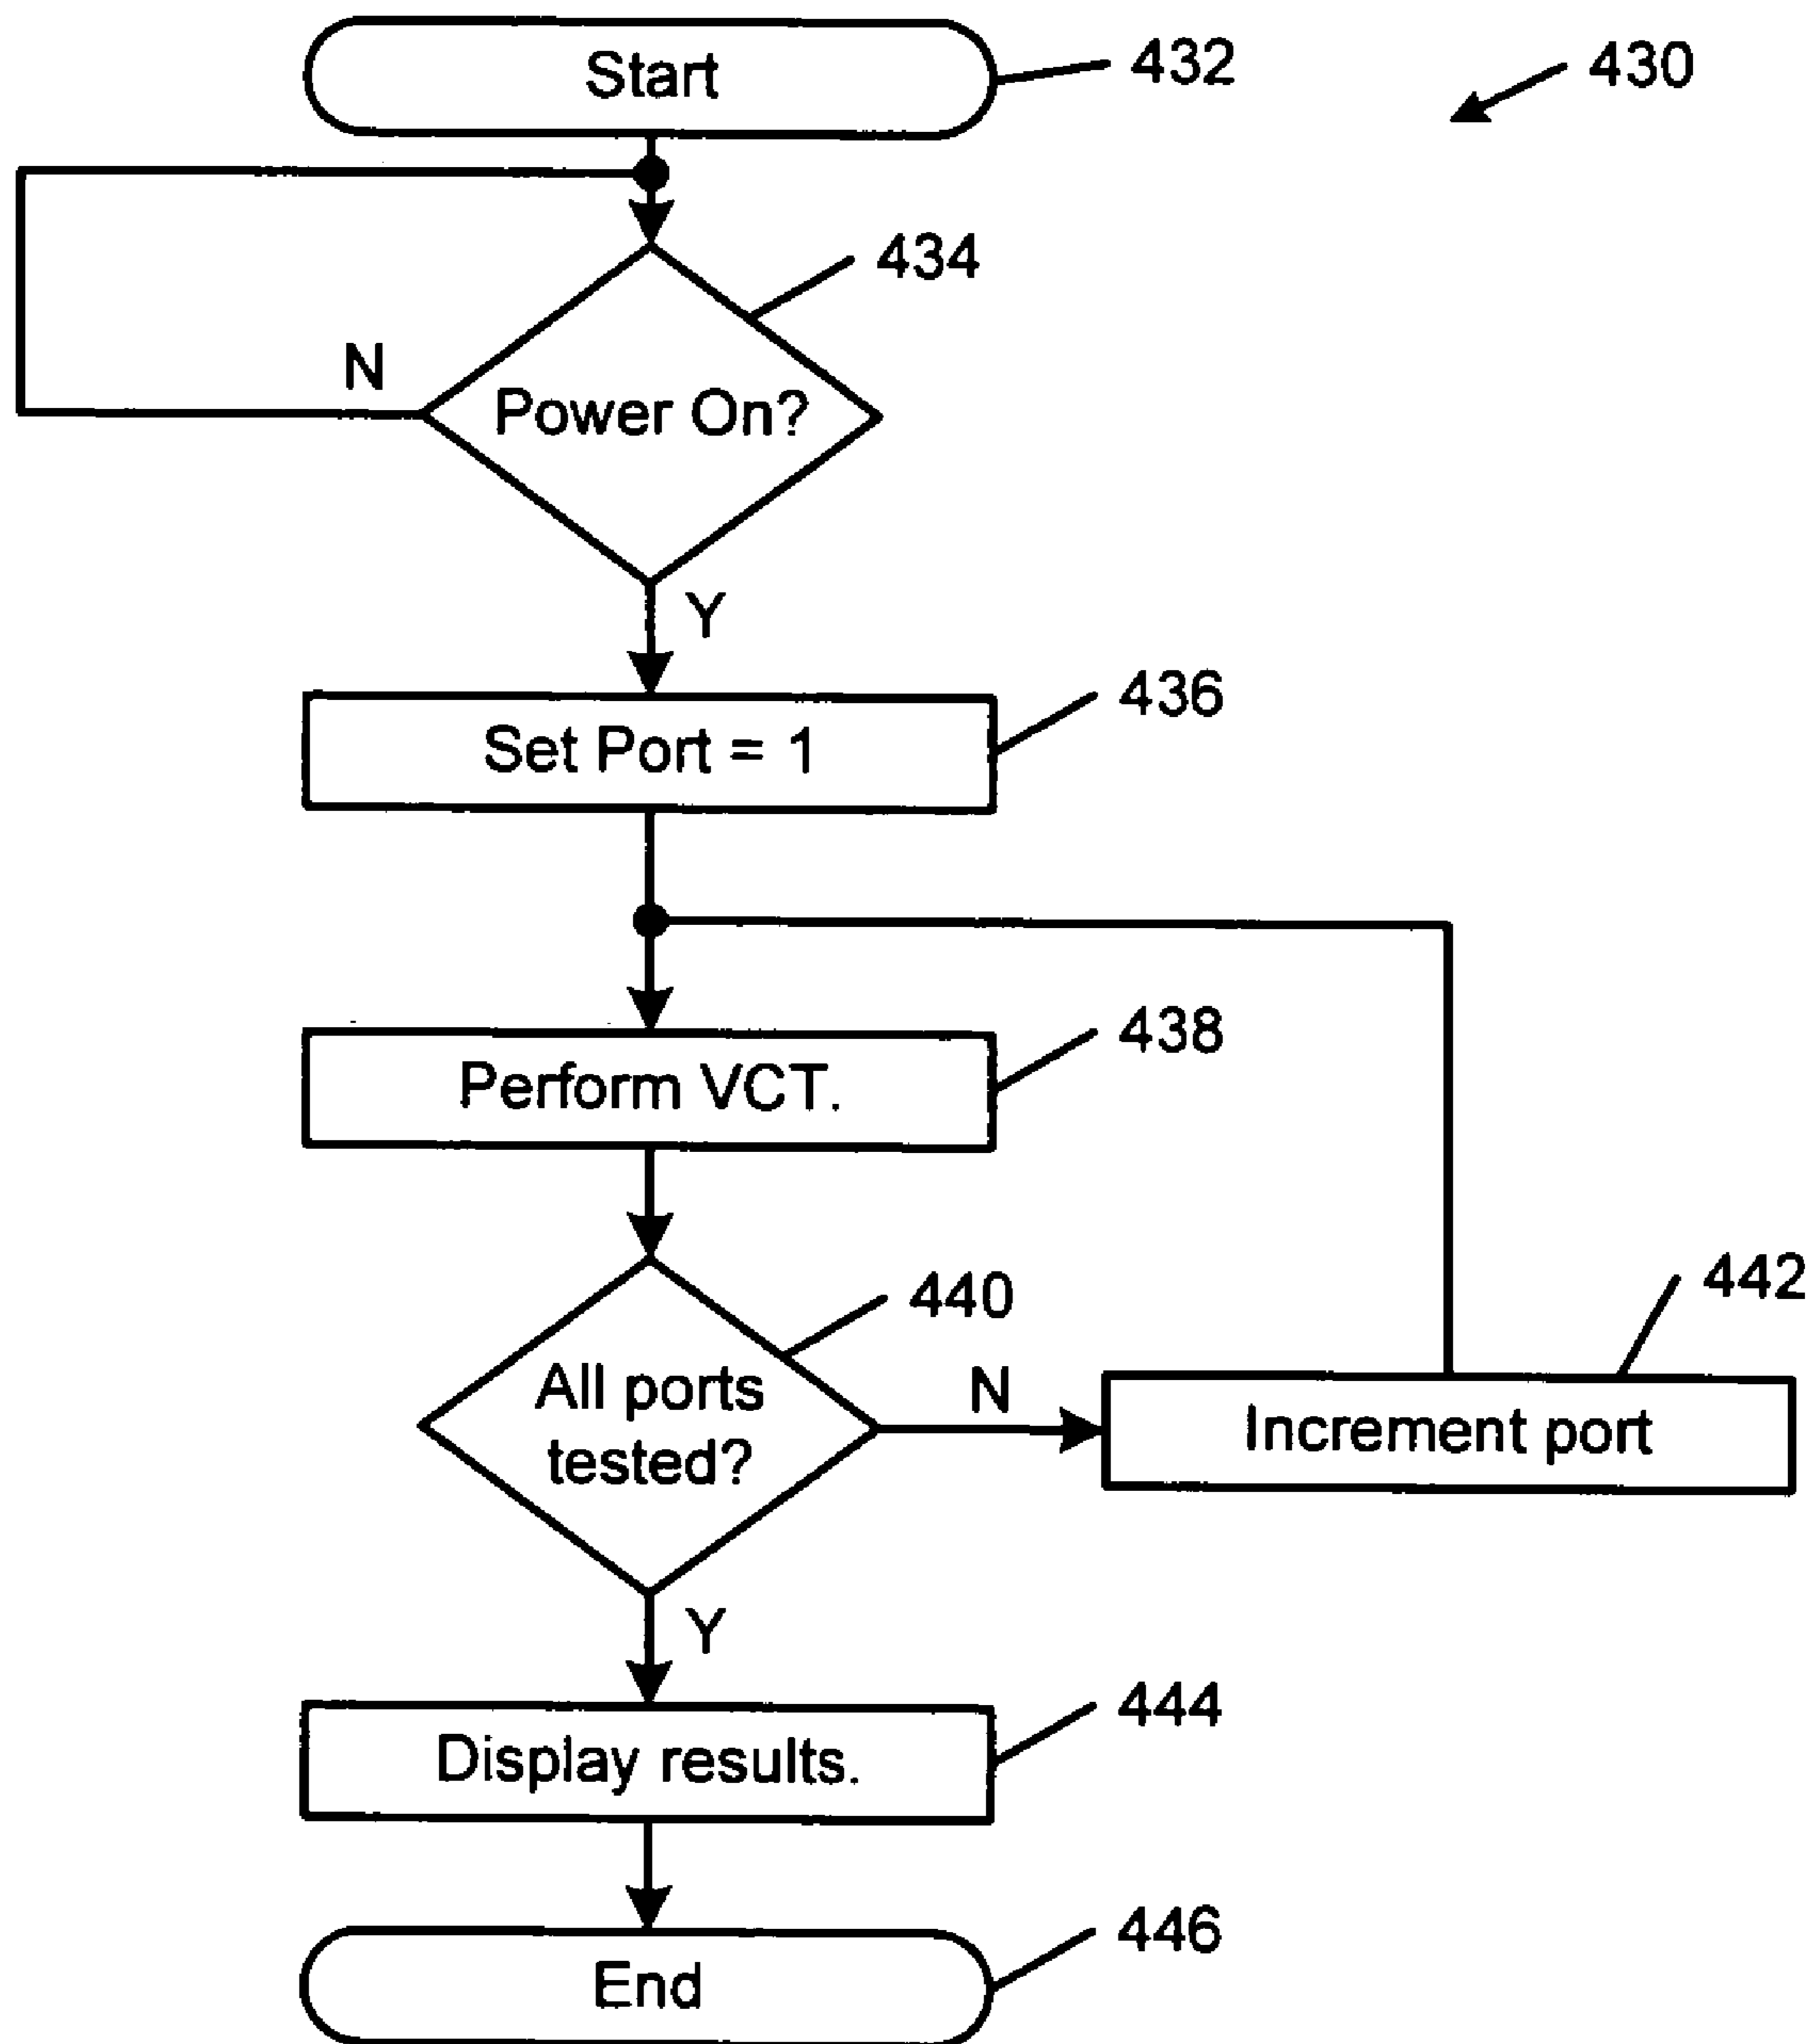 Start
432
430
434
N
Power On?
Y
436
Set Port = 1
438
Perform VCT.
440
442
All ports
tested?
N
Increment port
Y
444
Display results.
446
End